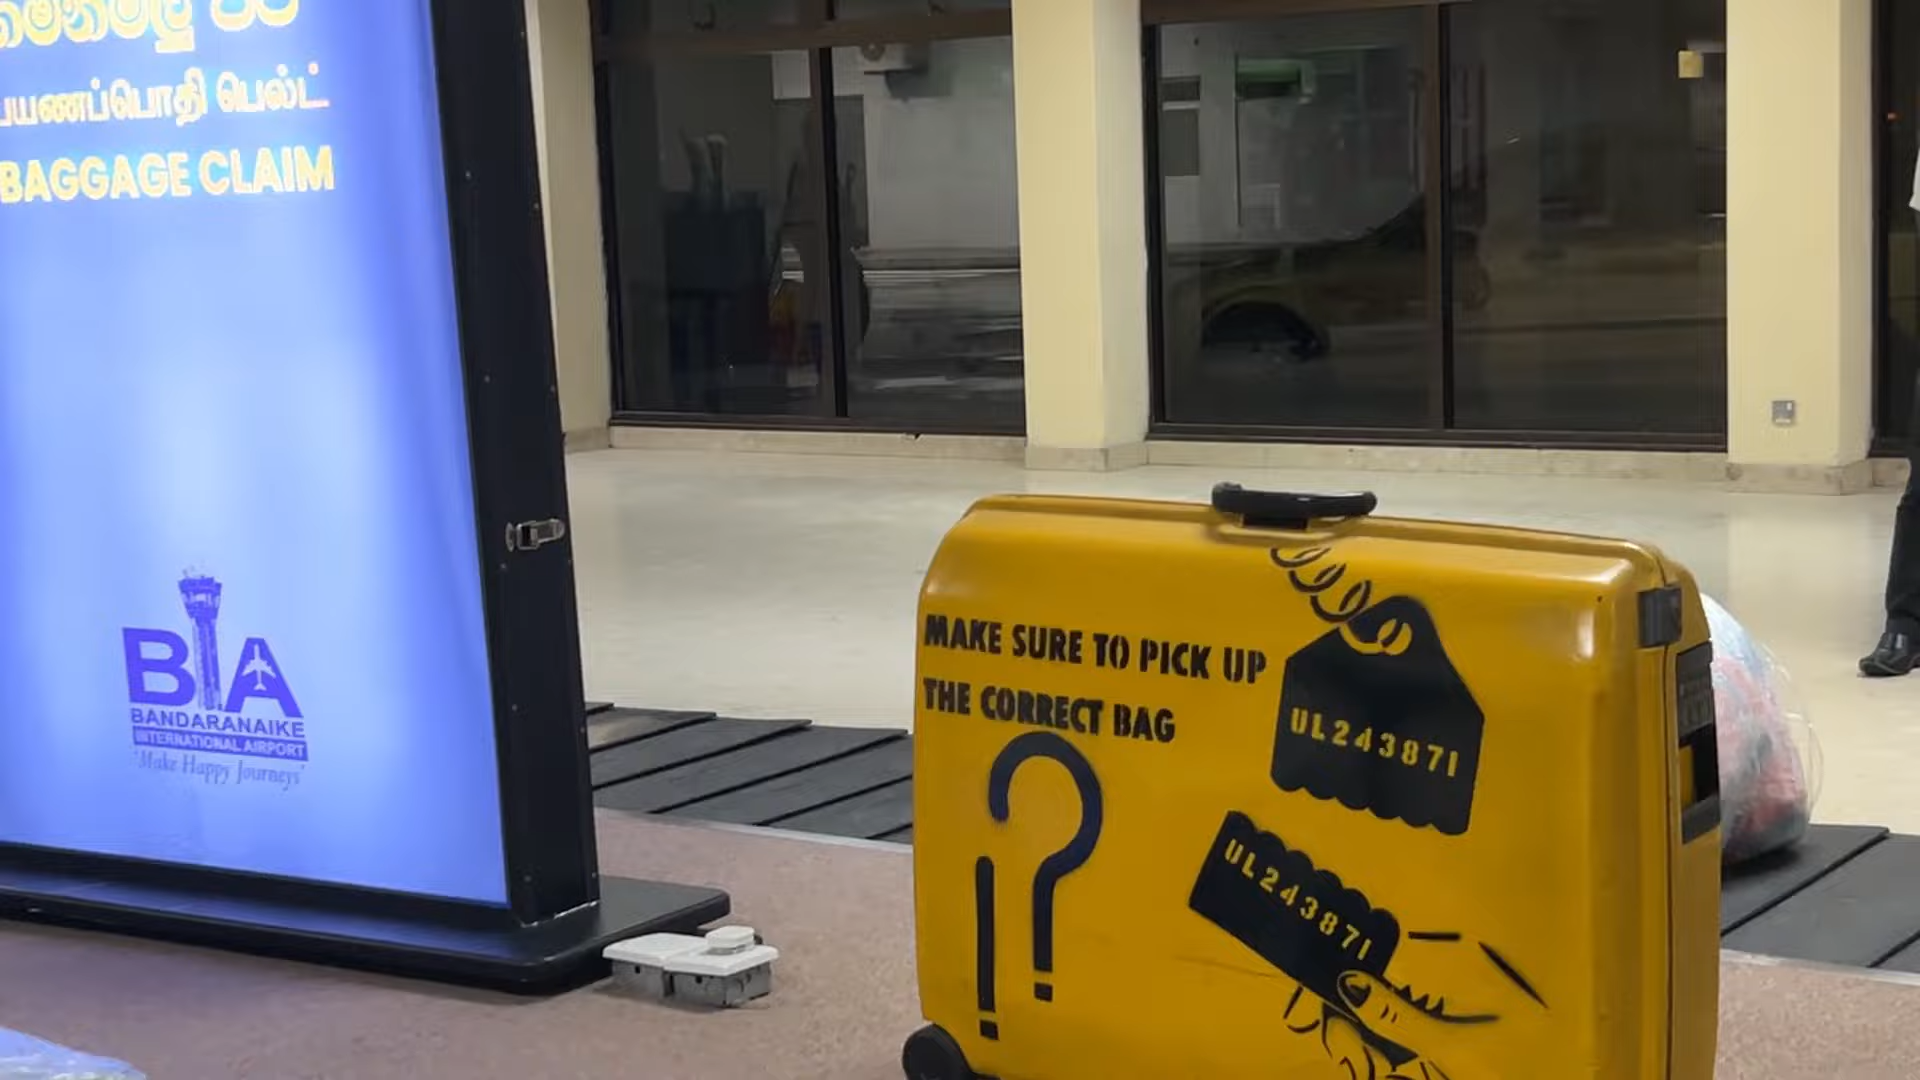 பயணப்பொதி பெல்ட்
BAGGAGE CLAIM
BIA
BANDARANAIKE
INTERNATIONAL AIRPORT
'Make Happy Journeys'
MAKE SURE TO PICK UP
THE CORRECT BAG
UL243871
UL243871
!?